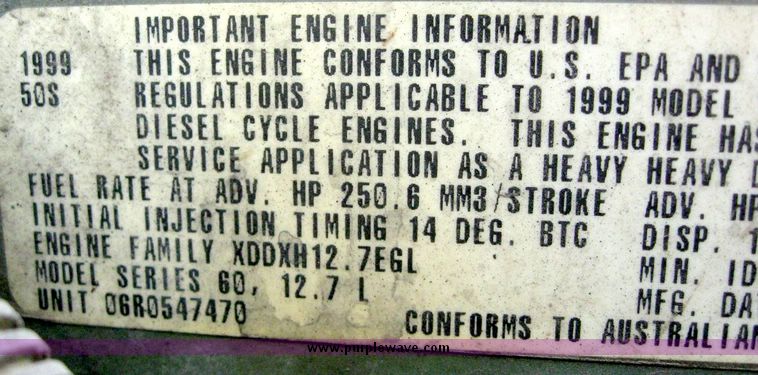 IMPORTANT ENGINE INFORMATION
1999 THIS ENGINE CONFORMS TO U.S. EPA AND
50S REGULATIONS APPLICABLE TO 1999 MODEL
DIESEL CYCLE ENGINES. THIS ENGINE HAS
SERVICE APPLICATION AS A HEAVY HEAVY D
FUEL RATE AT ADV. HP 250.6 MM3/STROKE ADV. HP
INITIAL INJECTION TIMING 14 DEG. BTC DISP. 1
ENGINE FAMILY XDDXH12.7EGL MIN. ID
MODEL SERIES 60, 12.7 L MFG. DA
UNIT 06R0547470 CONFORMS TO AUSTRALIAN
www.purplewave.com